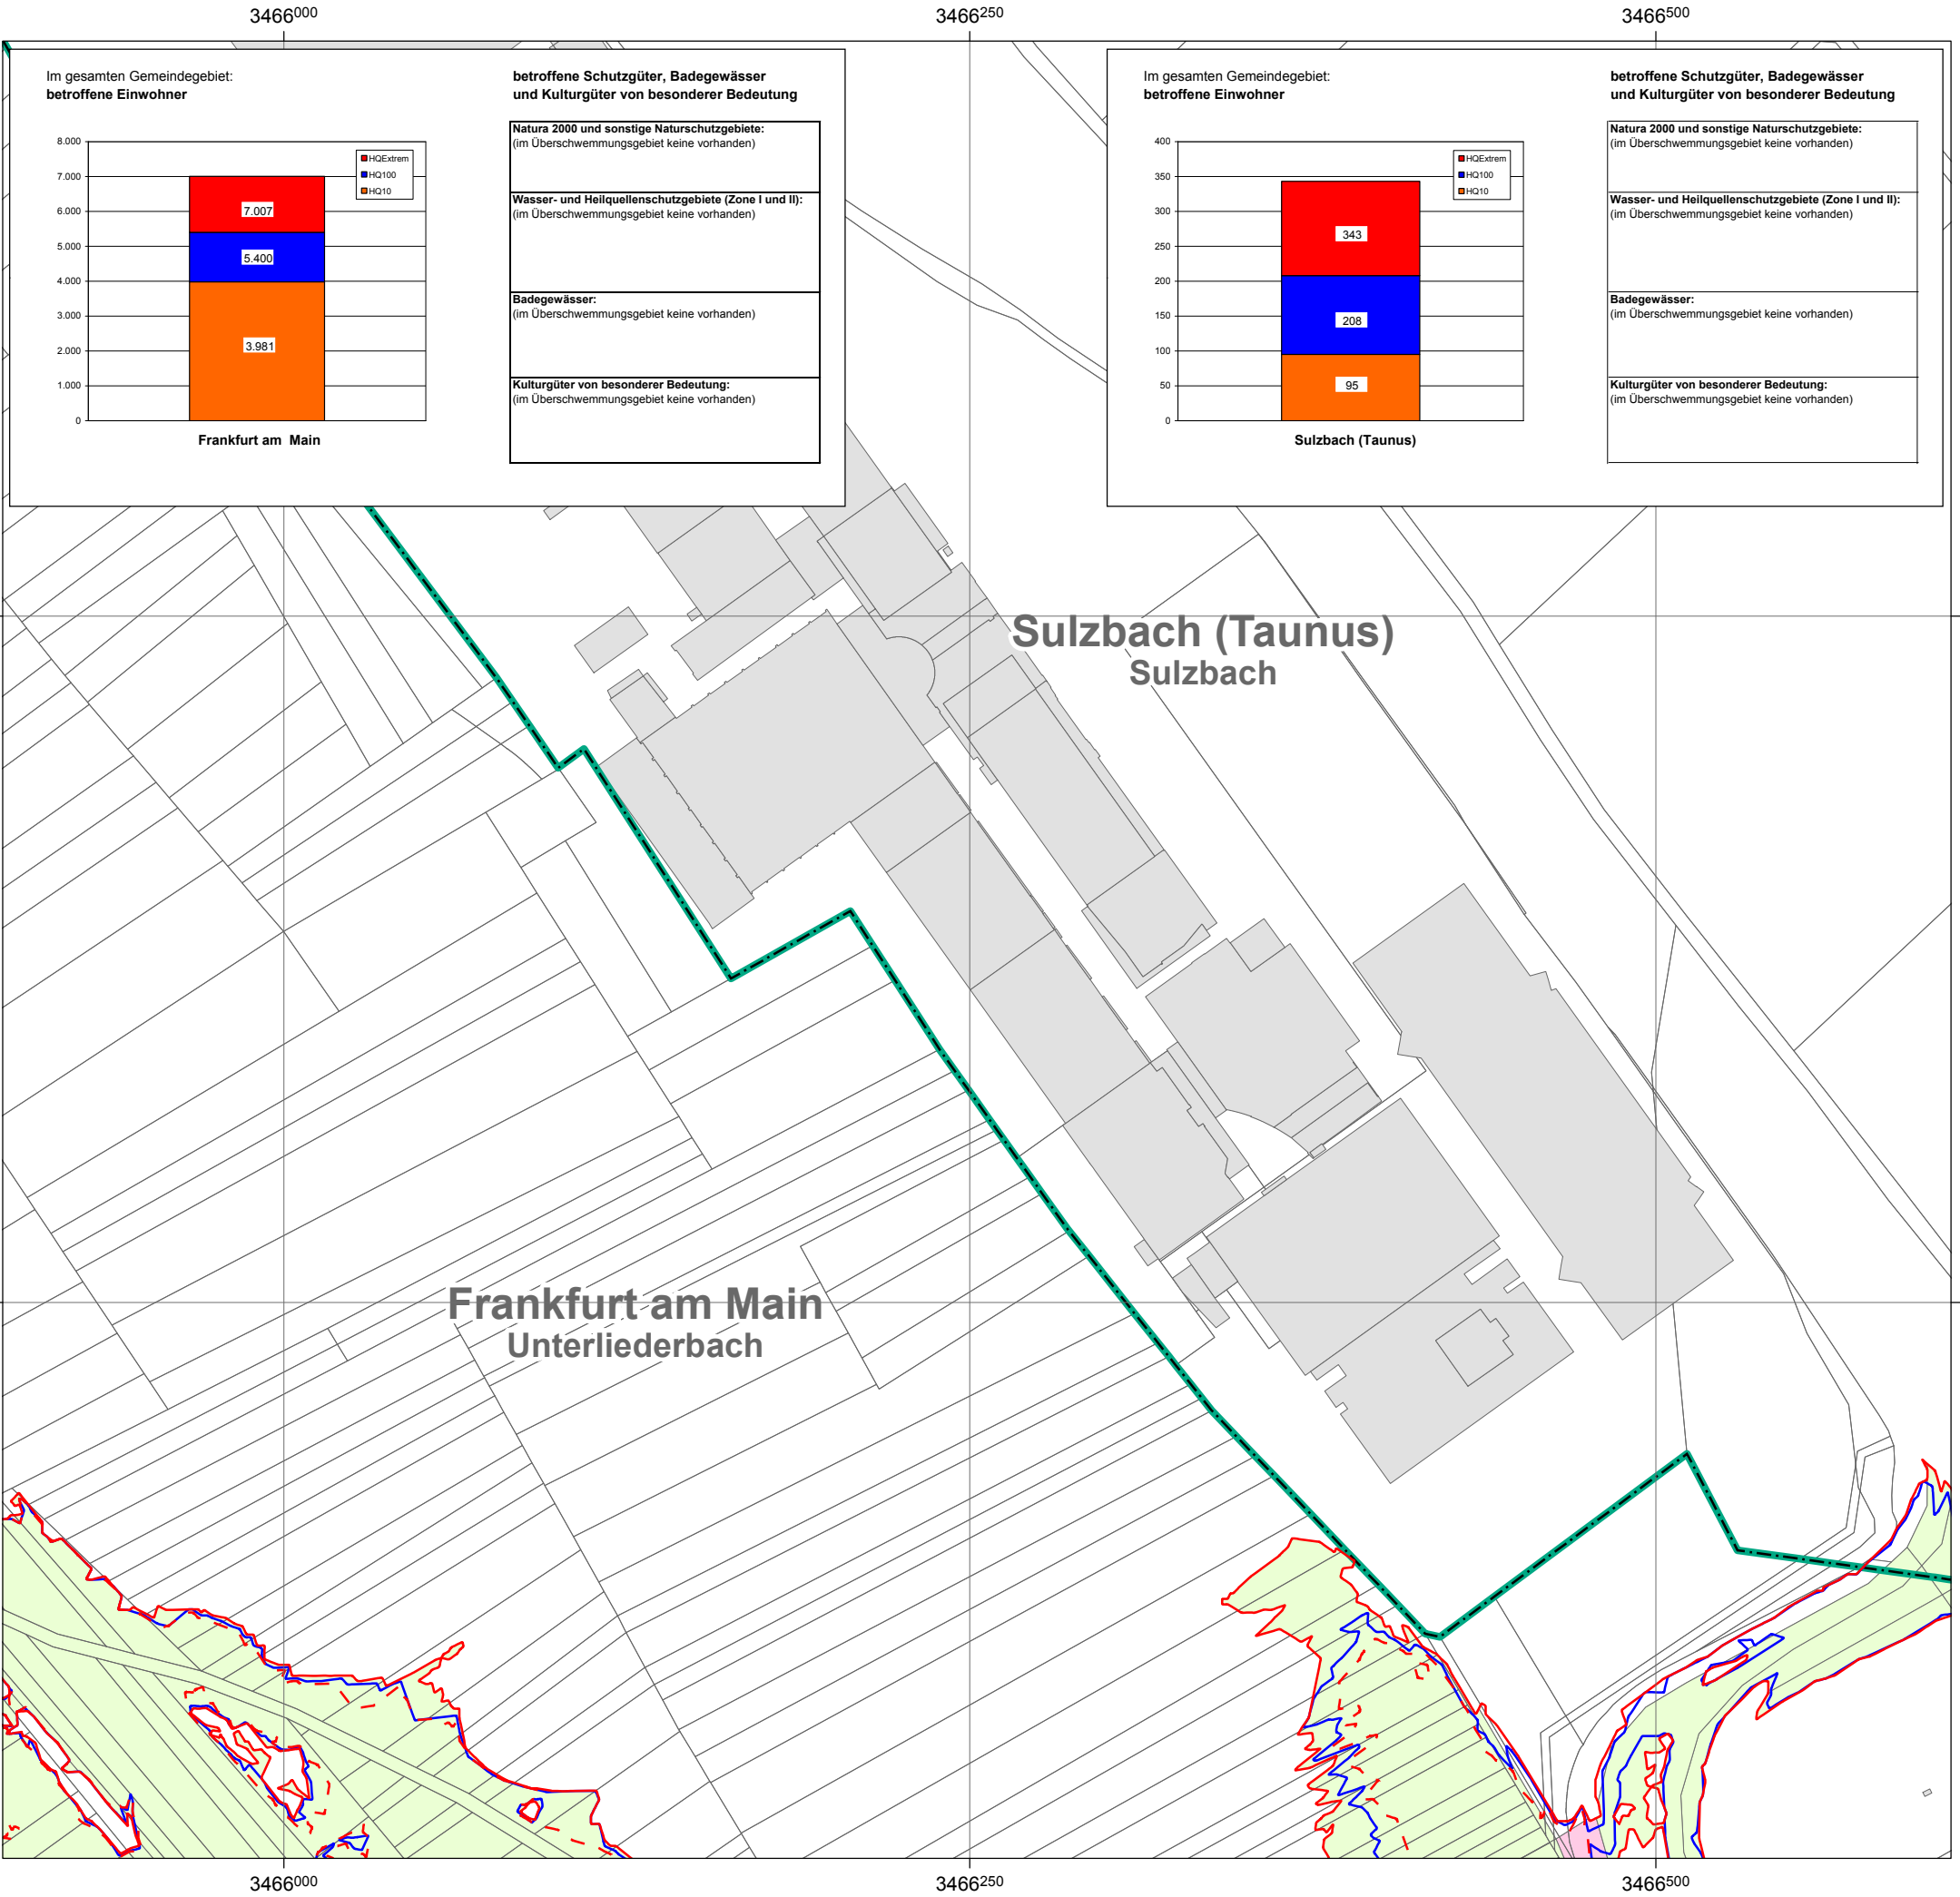 3466000
3466250
3466500
Im gesamten Gemeindegebiet:
betroffene Einwohner
betroffene Schutzgüter, Badegewässer
und Kulturgüter von besonderer Bedeutung
8.000
7.000
6.000
5.000
4.000
3.000
2.000
1.000
0
HQExtrem
HQ100
HQ10
7.007
5.400
3.981
Frankfurt am Main
Natura 2000 und sonstige Naturschutzgebiete:
(im Überschwemmungsgebiet keine vorhanden)
Wasser- und Heilquellenschutzgebiete (Zone I und II):
(im Überschwemmungsgebiet keine vorhanden)
Badegewässer:
(im Überschwemmungsgebiet keine vorhanden)
Kulturgüter von besonderer Bedeutung:
(im Überschwemmungsgebiet keine vorhanden)
Im gesamten Gemeindegebiet:
betroffene Einwohner
betroffene Schutzgüter, Badegewässer
und Kulturgüter von besonderer Bedeutung
400
350
300
250
200
150
100
50
0
HQExtrem
HQ100
HQ10
343
208
95
Sulzbach (Taunus)
Natura 2000 und sonstige Naturschutzgebiete:
(im Überschwemmungsgebiet keine vorhanden)
Wasser- und Heilquellenschutzgebiete (Zone I und II):
(im Überschwemmungsgebiet keine vorhanden)
Badegewässer:
(im Überschwemmungsgebiet keine vorhanden)
Kulturgüter von besonderer Bedeutung:
(im Überschwemmungsgebiet keine vorhanden)
Sulzbach (Taunus)
Sulzbach
Frankfurt am Main
Unterliederbach
3466000
3466250
3466500